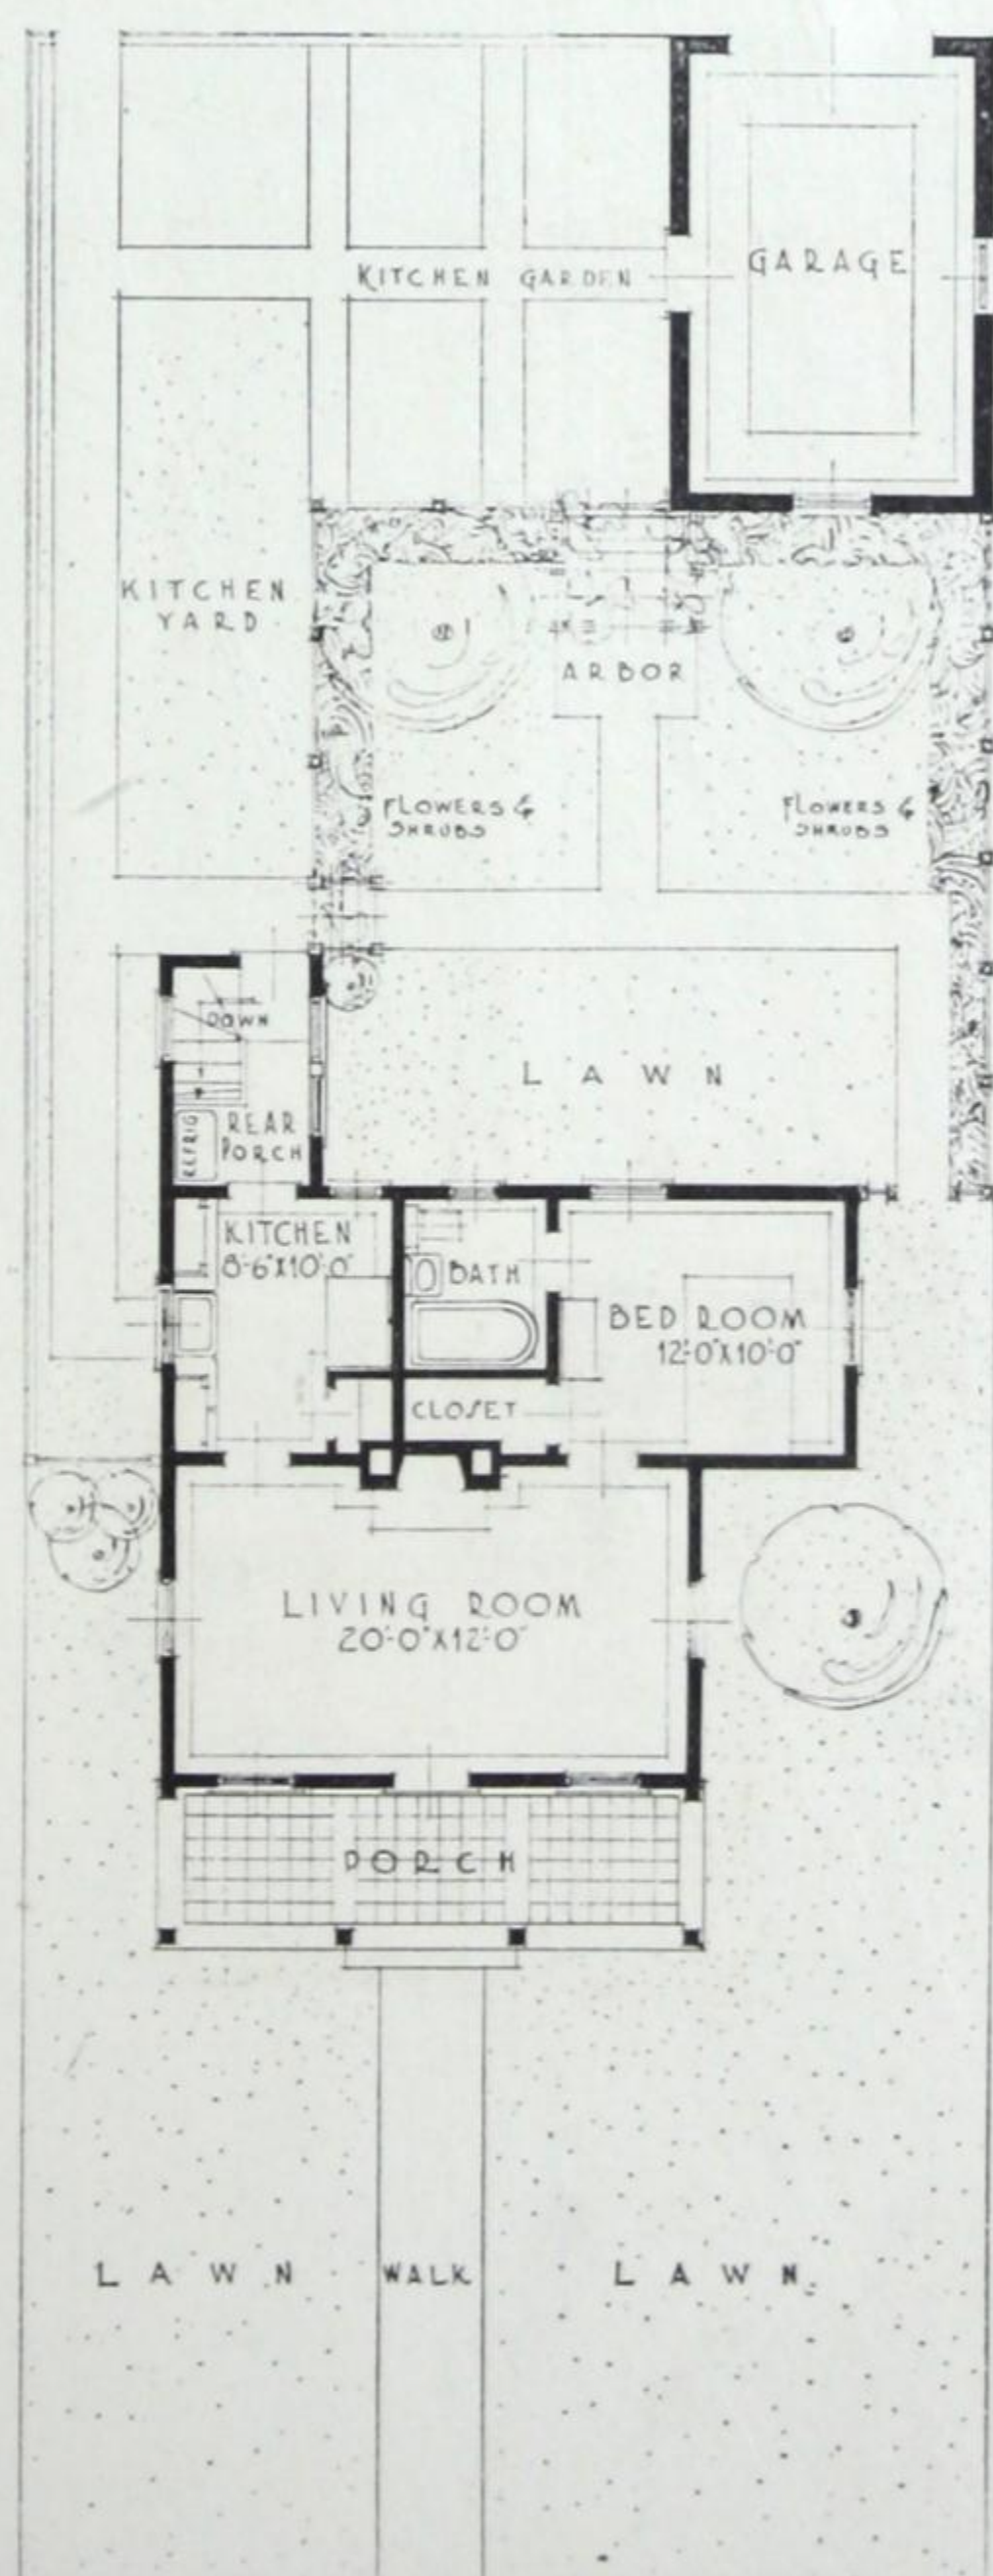 KITCHEN GARDEN
GARAGE
KITCHEN
YARD
ARBOR
FLOWERS &
SHRUBS
FLOWERS &
SHRUBS
DOWN
LAWN
REFRIG
REAR
PORCH
KITCHEN
8'-6"X10'-0"
BATH
BED ROOM
12'-0"X10'-0"
CLOSET
LIVING ROOM
20'-0"X12'-0"
PORCH
LAWN
WALK
LAWN